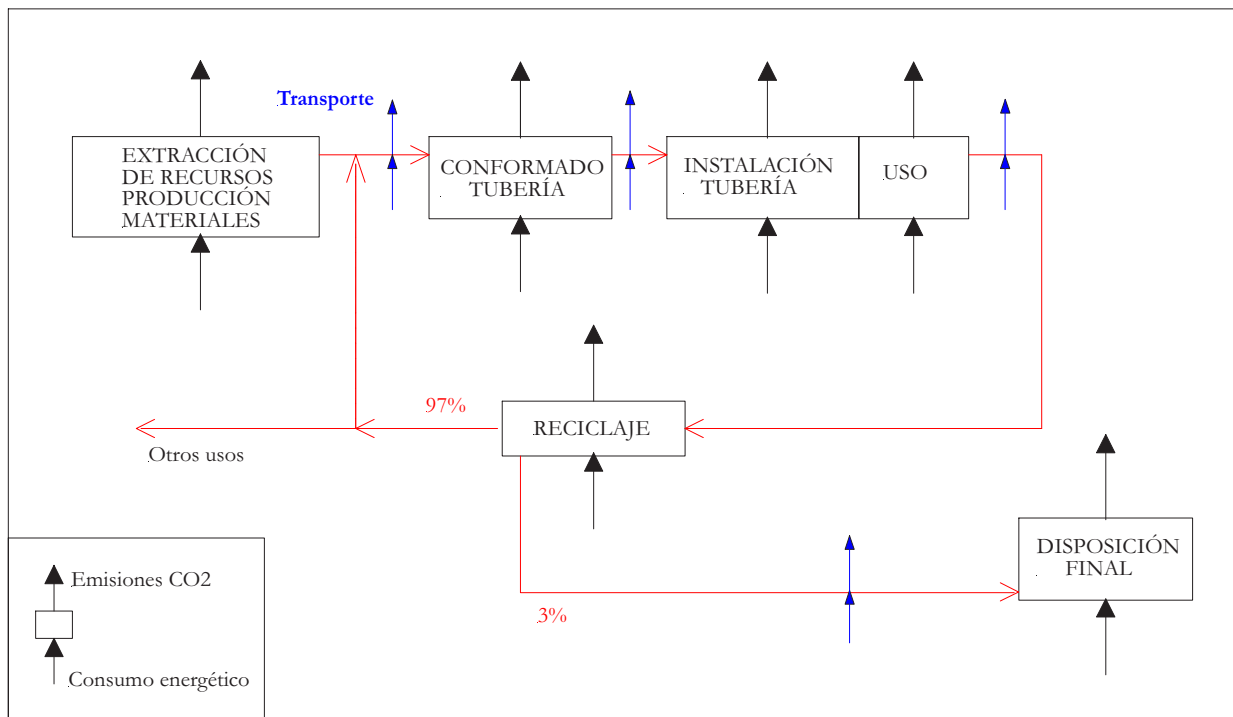 Transporte
EXTRACCIÓN
DE RECURSOS
PRODUCCIÓN
MATERIALES
CONFORMADO
TUBERÍA
INSTALACIÓN
TUBERÍA
USO
97%
RECICLAJE
Otros usos
DISPOSICIÓN
FINAL
3%
Emisiones CO2
Consumo energético